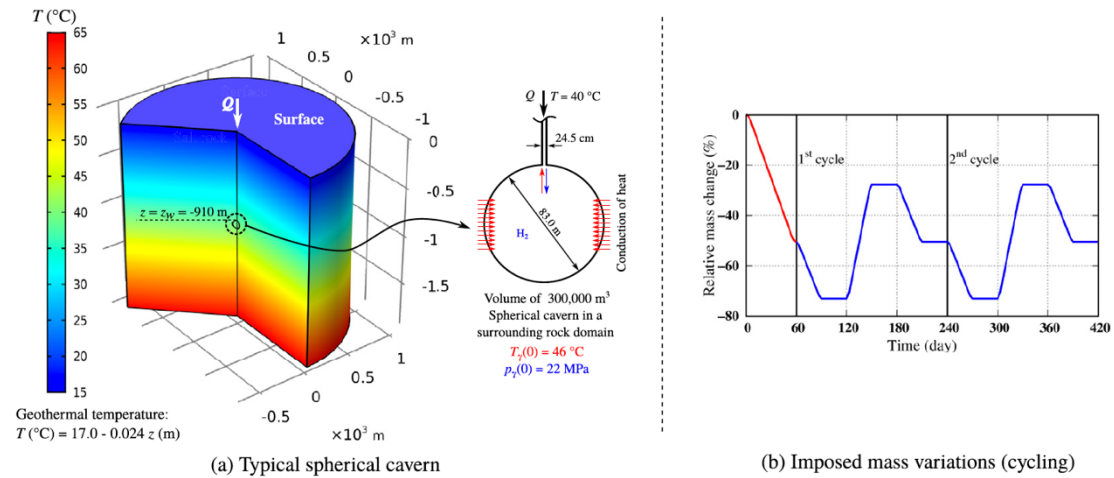 T (°C)
65
60
55
50
45
40
35
30
25
20
15
1
0.5
0
-0.5
-1
×10³ m
0
-0.5
-1
-1.5
Q
Surface
z = z_W = -910 m
1
0.5
0
-0.5
×10³ m
Geothermal temperature:
T (°C) = 17.0 - 0.024 z (m)
Q
T = 40 °C
24.5 cm
83.0 m
H₂
Conduction of heat
Volume of 300,000 m³
Spherical cavern in a
surrounding rock domain
Tγ(0) = 46 °C
pγ(0) = 22 MPa
(a) Typical spherical cavern
Relative mass change (%)
0
−20
−40
−60
−80
1st cycle
2nd cycle
0 60 120 180 240 300 360 420
Time (day)
(b) Imposed mass variations (cycling)